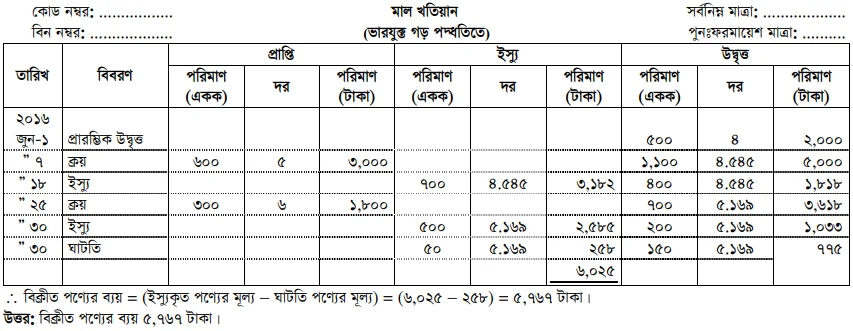 কোড নম্বর: ................... মাল খতিয়ান সর্বনিম্ন মাত্রা: ...................
বিন নম্বর: ................... (ভারযুক্ত গড় পদ্ধতিতে) পুনঃফরমায়েশ মাত্রা: ..........
তারিখ বিবরণ প্রাপ্তি ইস্যু উদ্বৃত্ত
পরিমাণ (একক) দর পরিমাণ (টাকা) পরিমাণ (একক) দর পরিমাণ (টাকা) পরিমাণ (একক) দর পরিমাণ (টাকা)
২০১৬
জুন-১ প্রারম্ভিক উদ্বৃত্ত ৫০০ ৪ ২,০০০
" ৭ ক্রয় ৬০০ ৫ ৩,০০০ ১,১০০ ৪.৫৪৫ ৫,০০০
" ১৮ ইস্যু ৭০০ ৪.৫৪৫ ৩,১৮২ ৪০০ ৪.৫৪৫ ১,৮১৮
" ২৫ ক্রয় ৩০০ ৬ ১,৮০০ ৭০০ ৫.১৬৯ ৩,৬১৮
" ৩০ ইস্যু ৫০০ ৫.১৬৯ ২,৫৮৫ ২০০ ৫.১৬৯ ১,০৩৩
" ৩০ ঘাটতি ৫০ ৫.১৬৯ ২৫৮ ১৫০ ৫.১৬৯ ৭৭৫
৬,০২৫
∴ বিক্রীত পণ্যের ব্যয় = (ইস্যুকৃত পণ্যের মূল্য – ঘাটতি পণ্যের মূল্য) = (৬,০২৫ – ২৫৮) = ৫,৭৬৭ টাকা।
উত্তর: বিক্রীত পণ্যের ব্যয় ৫,৭৬৭ টাকা।